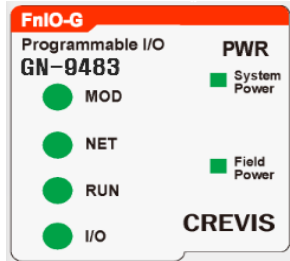 FnIO-G
Programmable I/O
GN-9483
MOD
NET
RUN
I/O
PWR
System
Power
Field
Power
CREVIS